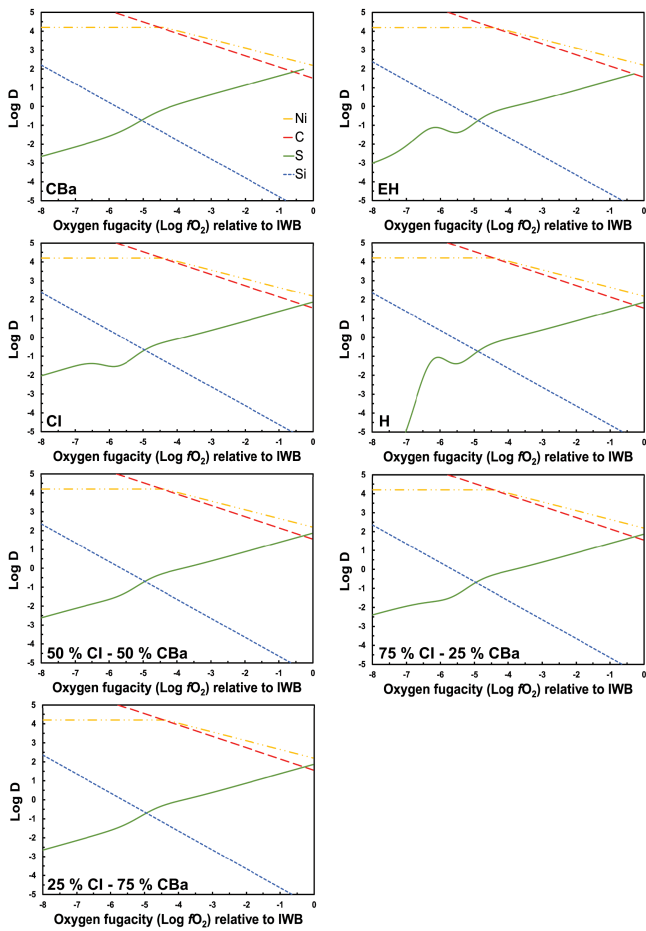 5
4
3
2
1
0
-1
-2
-3
-4
-5
Log D
Ni
C
S
Si
CBa
-8 -7 -6 -5 -4 -3 -2 -1 0
Oxygen fugacity (Log fO₂) relative to IWB
5
4
3
2
1
0
-1
-2
-3
-4
-5
Log D
EH
-8 -7 -6 -5 -4 -3 -2 -1 0
Oxygen fugacity (Log fO₂) relative to IWB
5
4
3
2
1
0
-1
-2
-3
-4
-5
Log D
CI
-8 -7 -6 -5 -4 -3 -2 -1 0
Oxygen fugacity (Log fO₂) relative to IWB
5
4
3
2
1
0
-1
-2
-3
-4
-5
Log D
H
-8 -7 -6 -5 -4 -3 -2 -1 0
Oxygen fugacity (Log fO₂) relative to IWB
5
4
3
2
1
0
-1
-2
-3
-4
-5
Log D
50 % CI - 50 % CBa
-8 -7 -6 -5 -4 -3 -2 -1 0
Oxygen fugacity (Log fO₂) relative to IWB
5
4
3
2
1
0
-1
-2
-3
-4
-5
Log D
75 % CI - 25 % CBa
-8 -7 -6 -5 -4 -3 -2 -1 0
Oxygen fugacity (Log fO₂) relative to IWB
5
4
3
2
1
0
-1
-2
-3
-4
-5
Log D
25 % CI - 75 % CBa
-8 -7 -6 -5 -4 -3 -2 -1 0
Oxygen fugacity (Log fO₂) relative to IWB